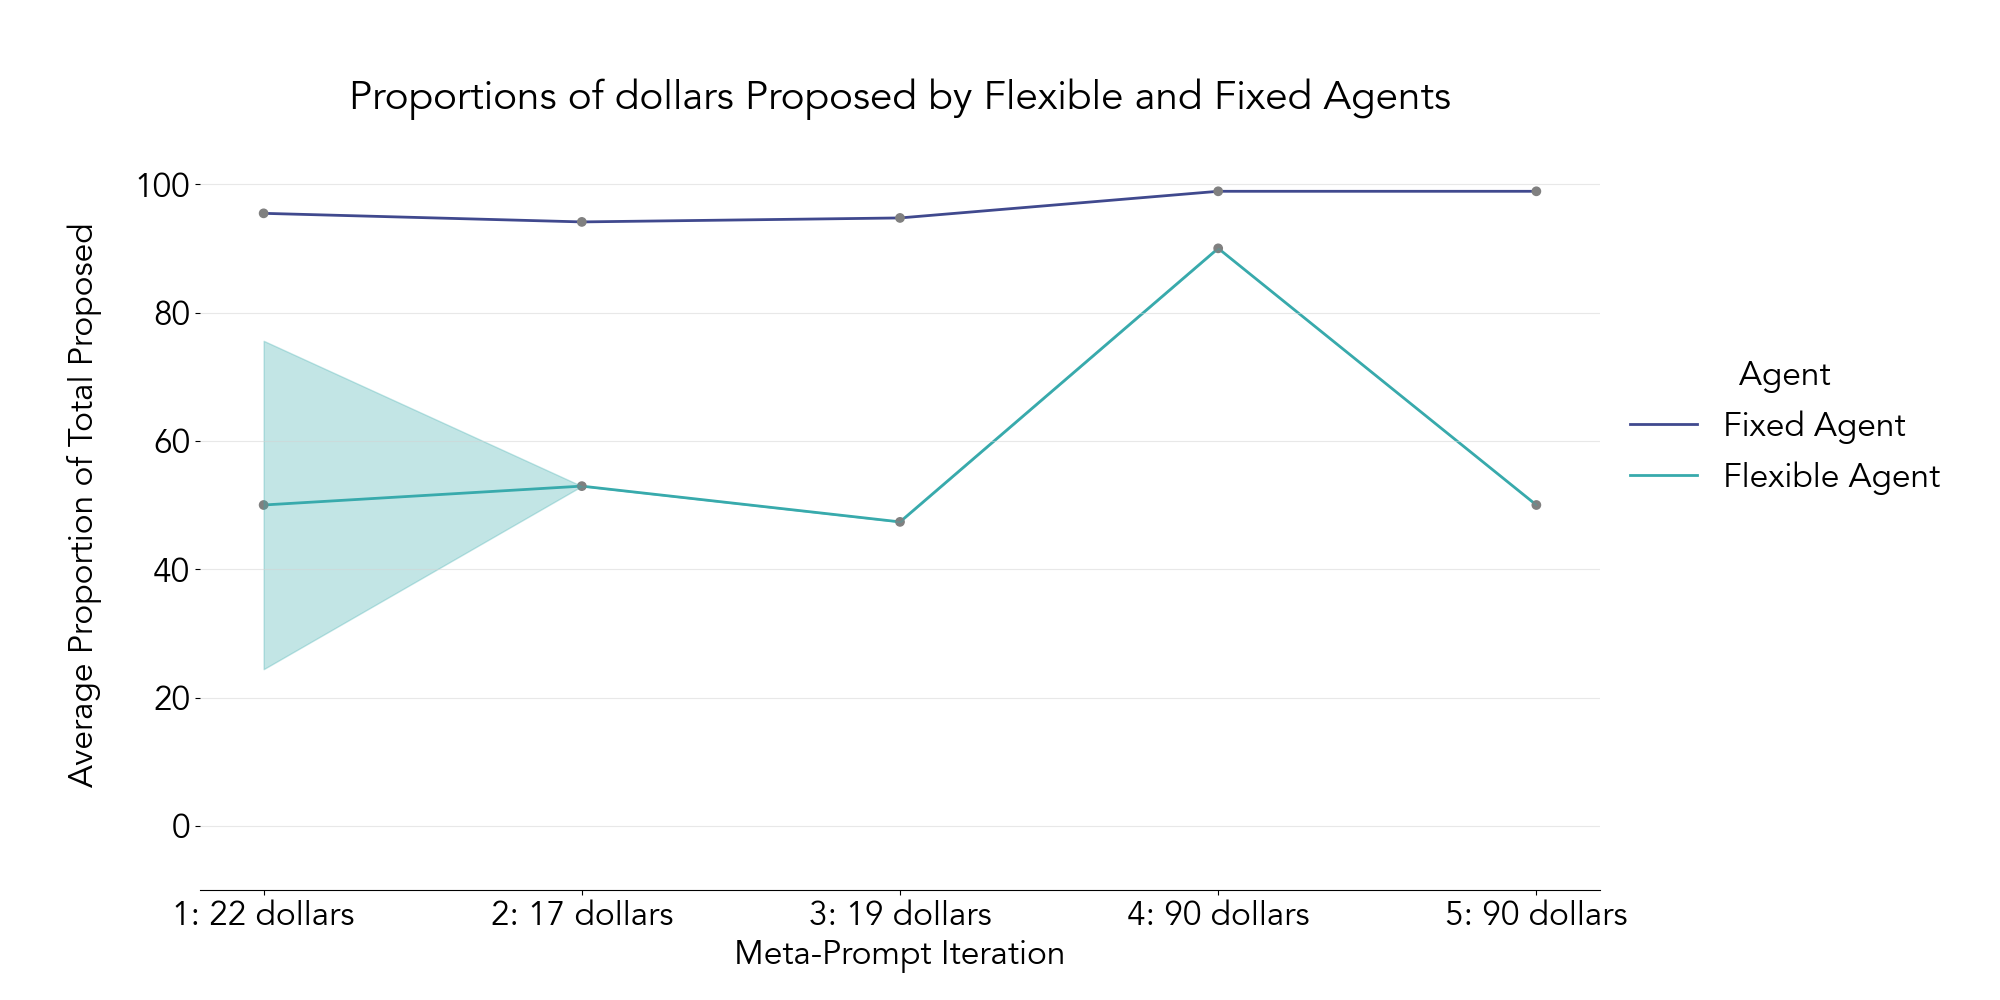 Proportions of dollars Proposed by Flexible and Fixed Agents
Average Proportion of Total Proposed
100
80
60
40
20
0
1: 22 dollars
2: 17 dollars
3: 19 dollars
4: 90 dollars
5: 90 dollars
Meta-Prompt Iteration
Agent
Fixed Agent
Flexible Agent